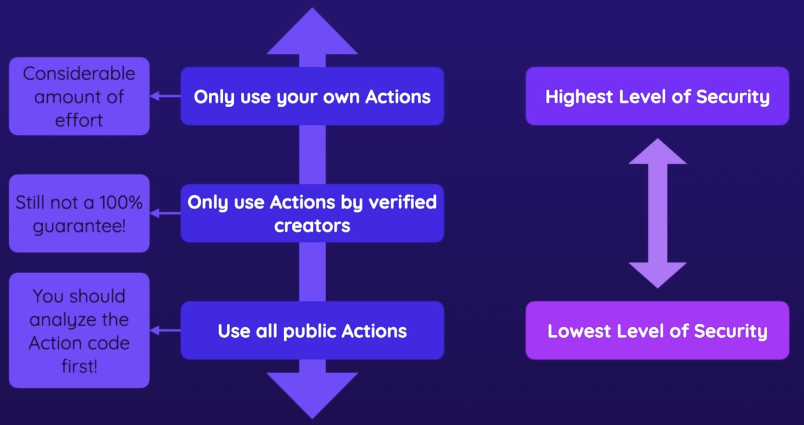 Considerable
amount of
effort
Only use your own Actions
Highest Level of Security
Still not a 100%
guarantee!
Only use Actions by verified
creators
You should
analyze the
Action code
first!
Use all public Actions
Lowest Level of Security